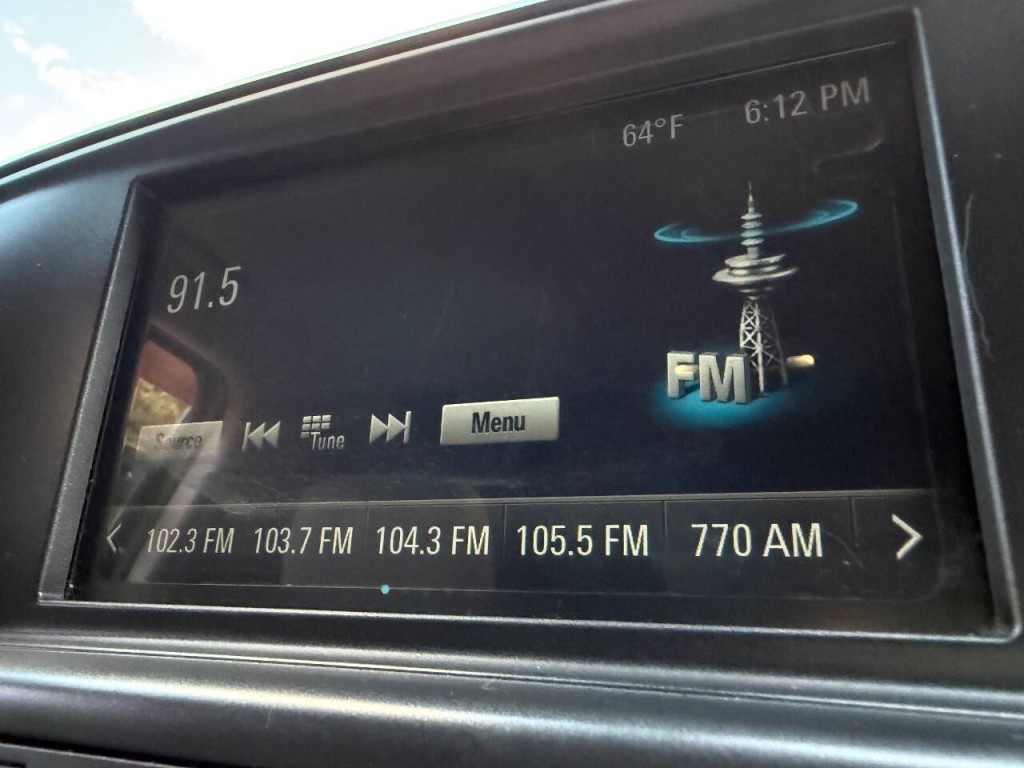 64°F 6:12 PM
91.5
FM
Source Tune Menu
102.3 FM 103.7 FM 104.3 FM 105.5 FM 770 AM